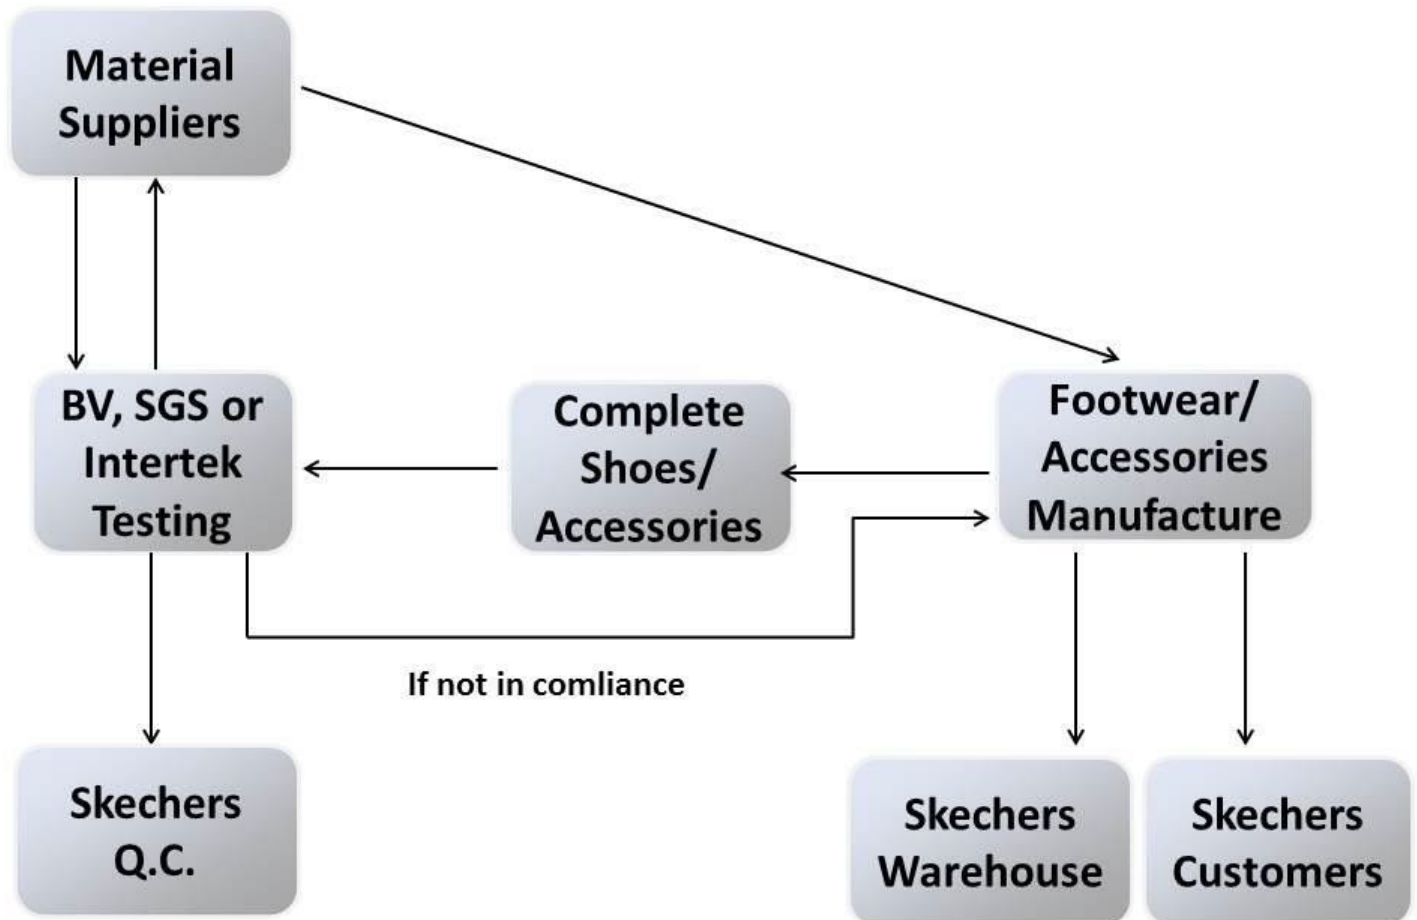 Material
Suppliers
BV, SGS or
Intertek
Testing
Complete
Shoes/
Accessories
Footwear/
Accessories
Manufacture
If not in comliance
Skechers
Q.C.
Skechers
Warehouse
Skechers
Customers